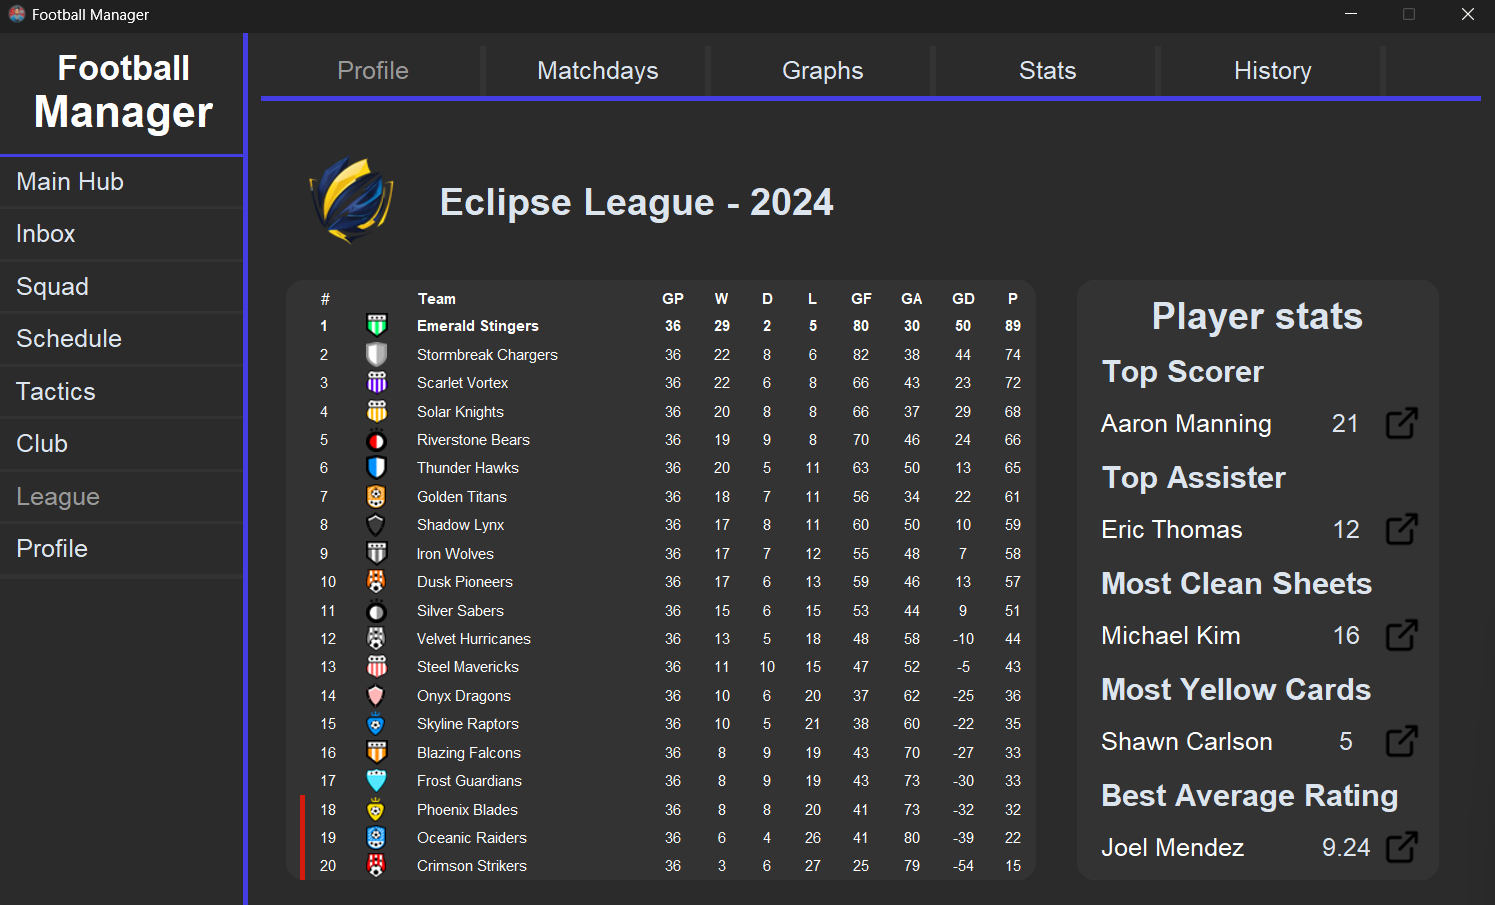 Football Manager
Football
Manager
Main Hub
Inbox
Squad
Schedule
Tactics
Club
League
Profile
Profile Matchdays Graphs Stats History
Eclipse League - 2024
# Team GP W D L GF GA GD P
1 Emerald Stingers 36 29 2 5 80 30 50 89
2 Stormbreak Chargers 36 22 8 6 82 38 44 74
3 Scarlet Vortex 36 22 6 8 66 43 23 72
4 Solar Knights 36 20 8 8 66 37 29 68
5 Riverstone Bears 36 19 9 8 70 46 24 66
6 Thunder Hawks 36 20 5 11 63 50 13 65
7 Golden Titans 36 18 7 11 56 34 22 61
8 Shadow Lynx 36 17 8 11 60 50 10 59
9 Iron Wolves 36 17 7 12 55 48 7 58
10 Dusk Pioneers 36 17 6 13 59 46 13 57
11 Silver Sabers 36 15 6 15 53 44 9 51
12 Velvet Hurricanes 36 13 5 18 48 58 -10 44
13 Steel Mavericks 36 11 10 15 47 52 -5 43
14 Onyx Dragons 36 10 6 20 37 62 -25 36
15 Skyline Raptors 36 10 5 21 38 60 -22 35
16 Blazing Falcons 36 8 9 19 43 70 -27 33
17 Frost Guardians 36 8 9 19 43 73 -30 33
18 Phoenix Blades 36 8 8 20 41 73 -32 32
19 Oceanic Raiders 36 6 4 26 41 80 -39 22
20 Crimson Strikers 36 3 6 27 25 79 -54 15
Player stats
Top Scorer
Aaron Manning 21
Top Assister
Eric Thomas 12
Most Clean Sheets
Michael Kim 16
Most Yellow Cards
Shawn Carlson 5
Best Average Rating
Joel Mendez 9.24